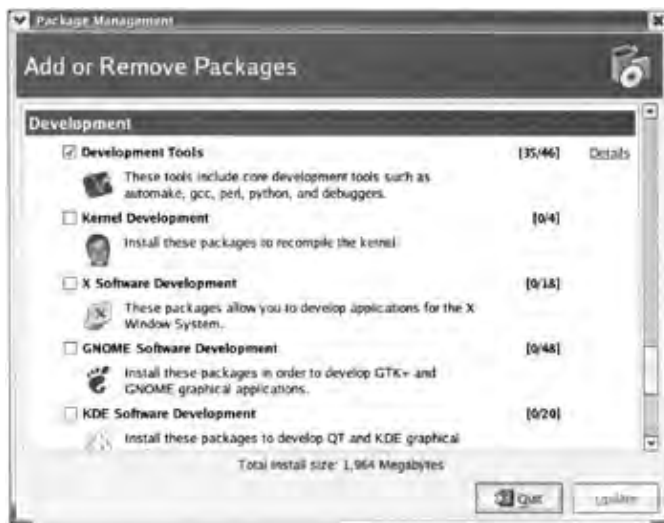 Package Management
Add or Remove Packages
Development
Development Tools [35/46] Details
These tools include core development tools such as
automake, gcc, perl, python, and debuggers.
Kernel Development [0/4]
Install these packages to recompile the kernel
X Software Development [0/18]
These packages allow you to develop applications for the X
Window System.
GNOME Software Development [0/48]
Install these packages in order to develop GTK+ and
GNOME graphical applications.
KDE Software Development [0/20]
Install these packages to develop QT and KDE graphical
Total install size: 1,964 Megabytes
Quit Update